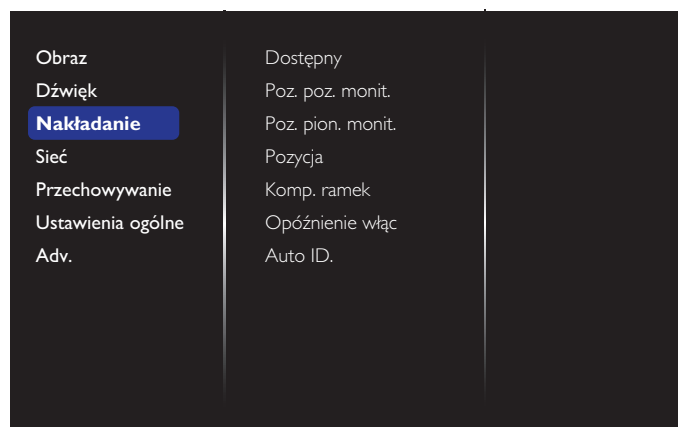 Obraz
Dźwięk
Nakładanie
Sieć
Przechowywanie
Ustawienia ogólne
Adv.
Dostępny
Poz. poz. monit.
Poz. pion. monit.
Pozycja
Komp. ramek
Opóźnienie włąc
Auto ID.